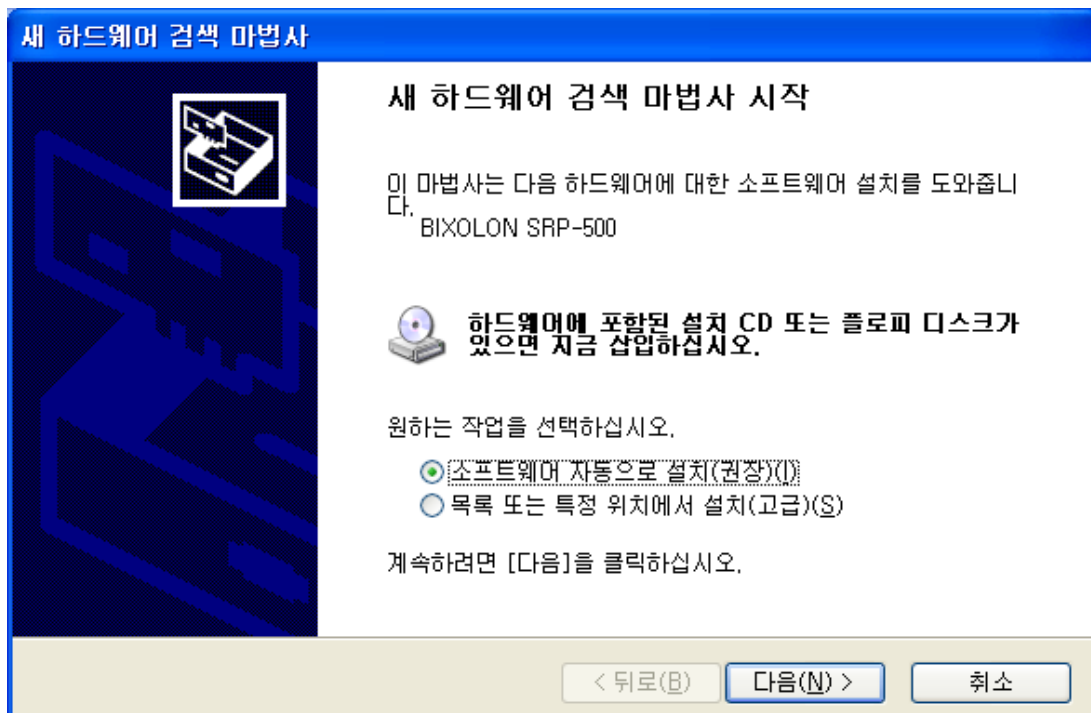 새 하드웨어 검색 마법사
새 하드웨어 검색 마법사 시작
이 마법사는 다음 하드웨어에 대한 소프트웨어 설치를 도와줍니
다.
BIXOLON SRP-500
하드웨어에 포함된 설치 CD 또는 플로피 디스크가
있으면 지금 삽입하십시오.
원하는 작업을 선택하십시오.
소프트웨어 자동으로 설치(권장)(I)
목록 또는 특정 위치에서 설치(고급)(S)
계속하려면 [다음]을 클릭하십시오.
< 뒤로(B) 다음(N) > 취소